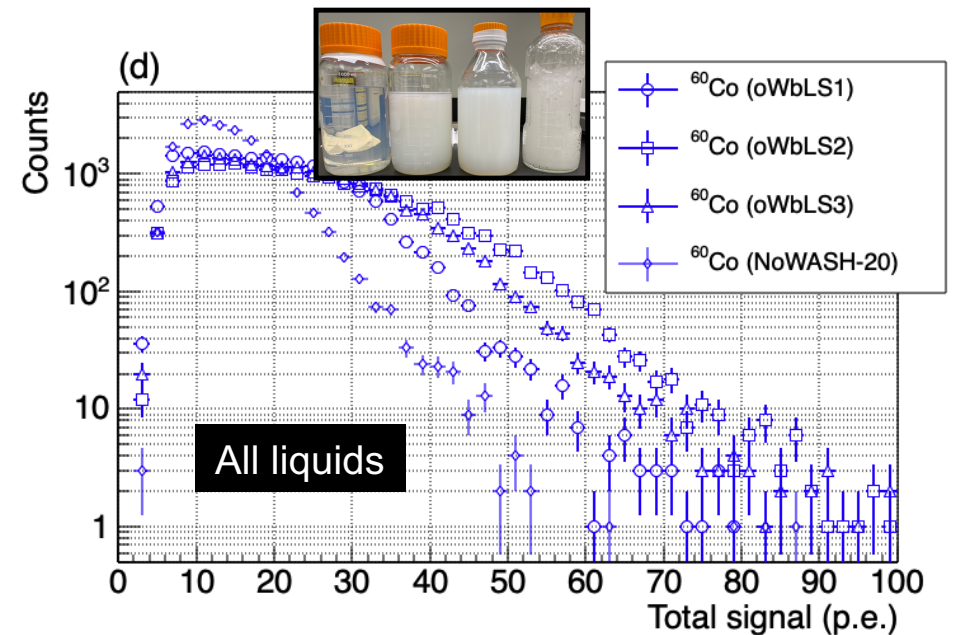 (d)
Counts
10³
10²
10
1
0 10 20 30 40 50 60 70 80 90 100
Total signal (p.e.)
All liquids
⁶⁰Co (oWbLS1)
⁶⁰Co (oWbLS2)
⁶⁰Co (oWbLS3)
⁶⁰Co (NoWASH-20)